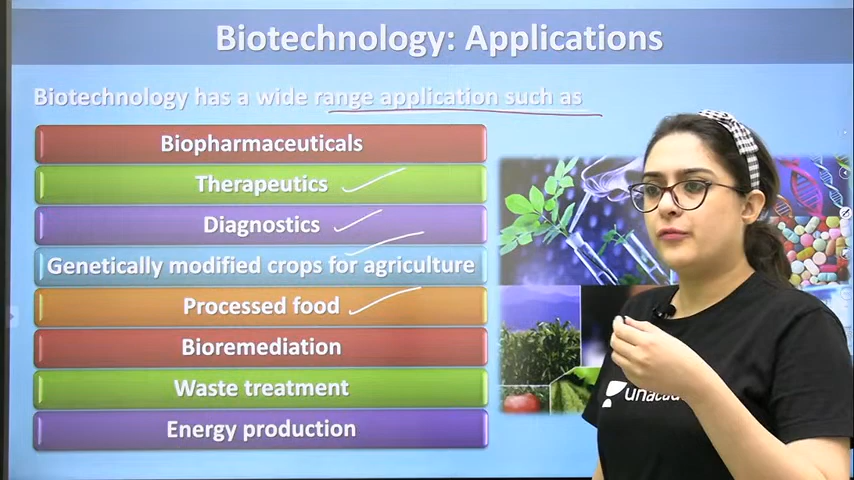 Biotechnology: Applications
Biotechnology has a wide range application such as
Biopharmaceuticals
Therapeutics
Diagnostics
Genetically modified crops for agriculture
Processed food
Bioremediation
Waste treatment
Energy production